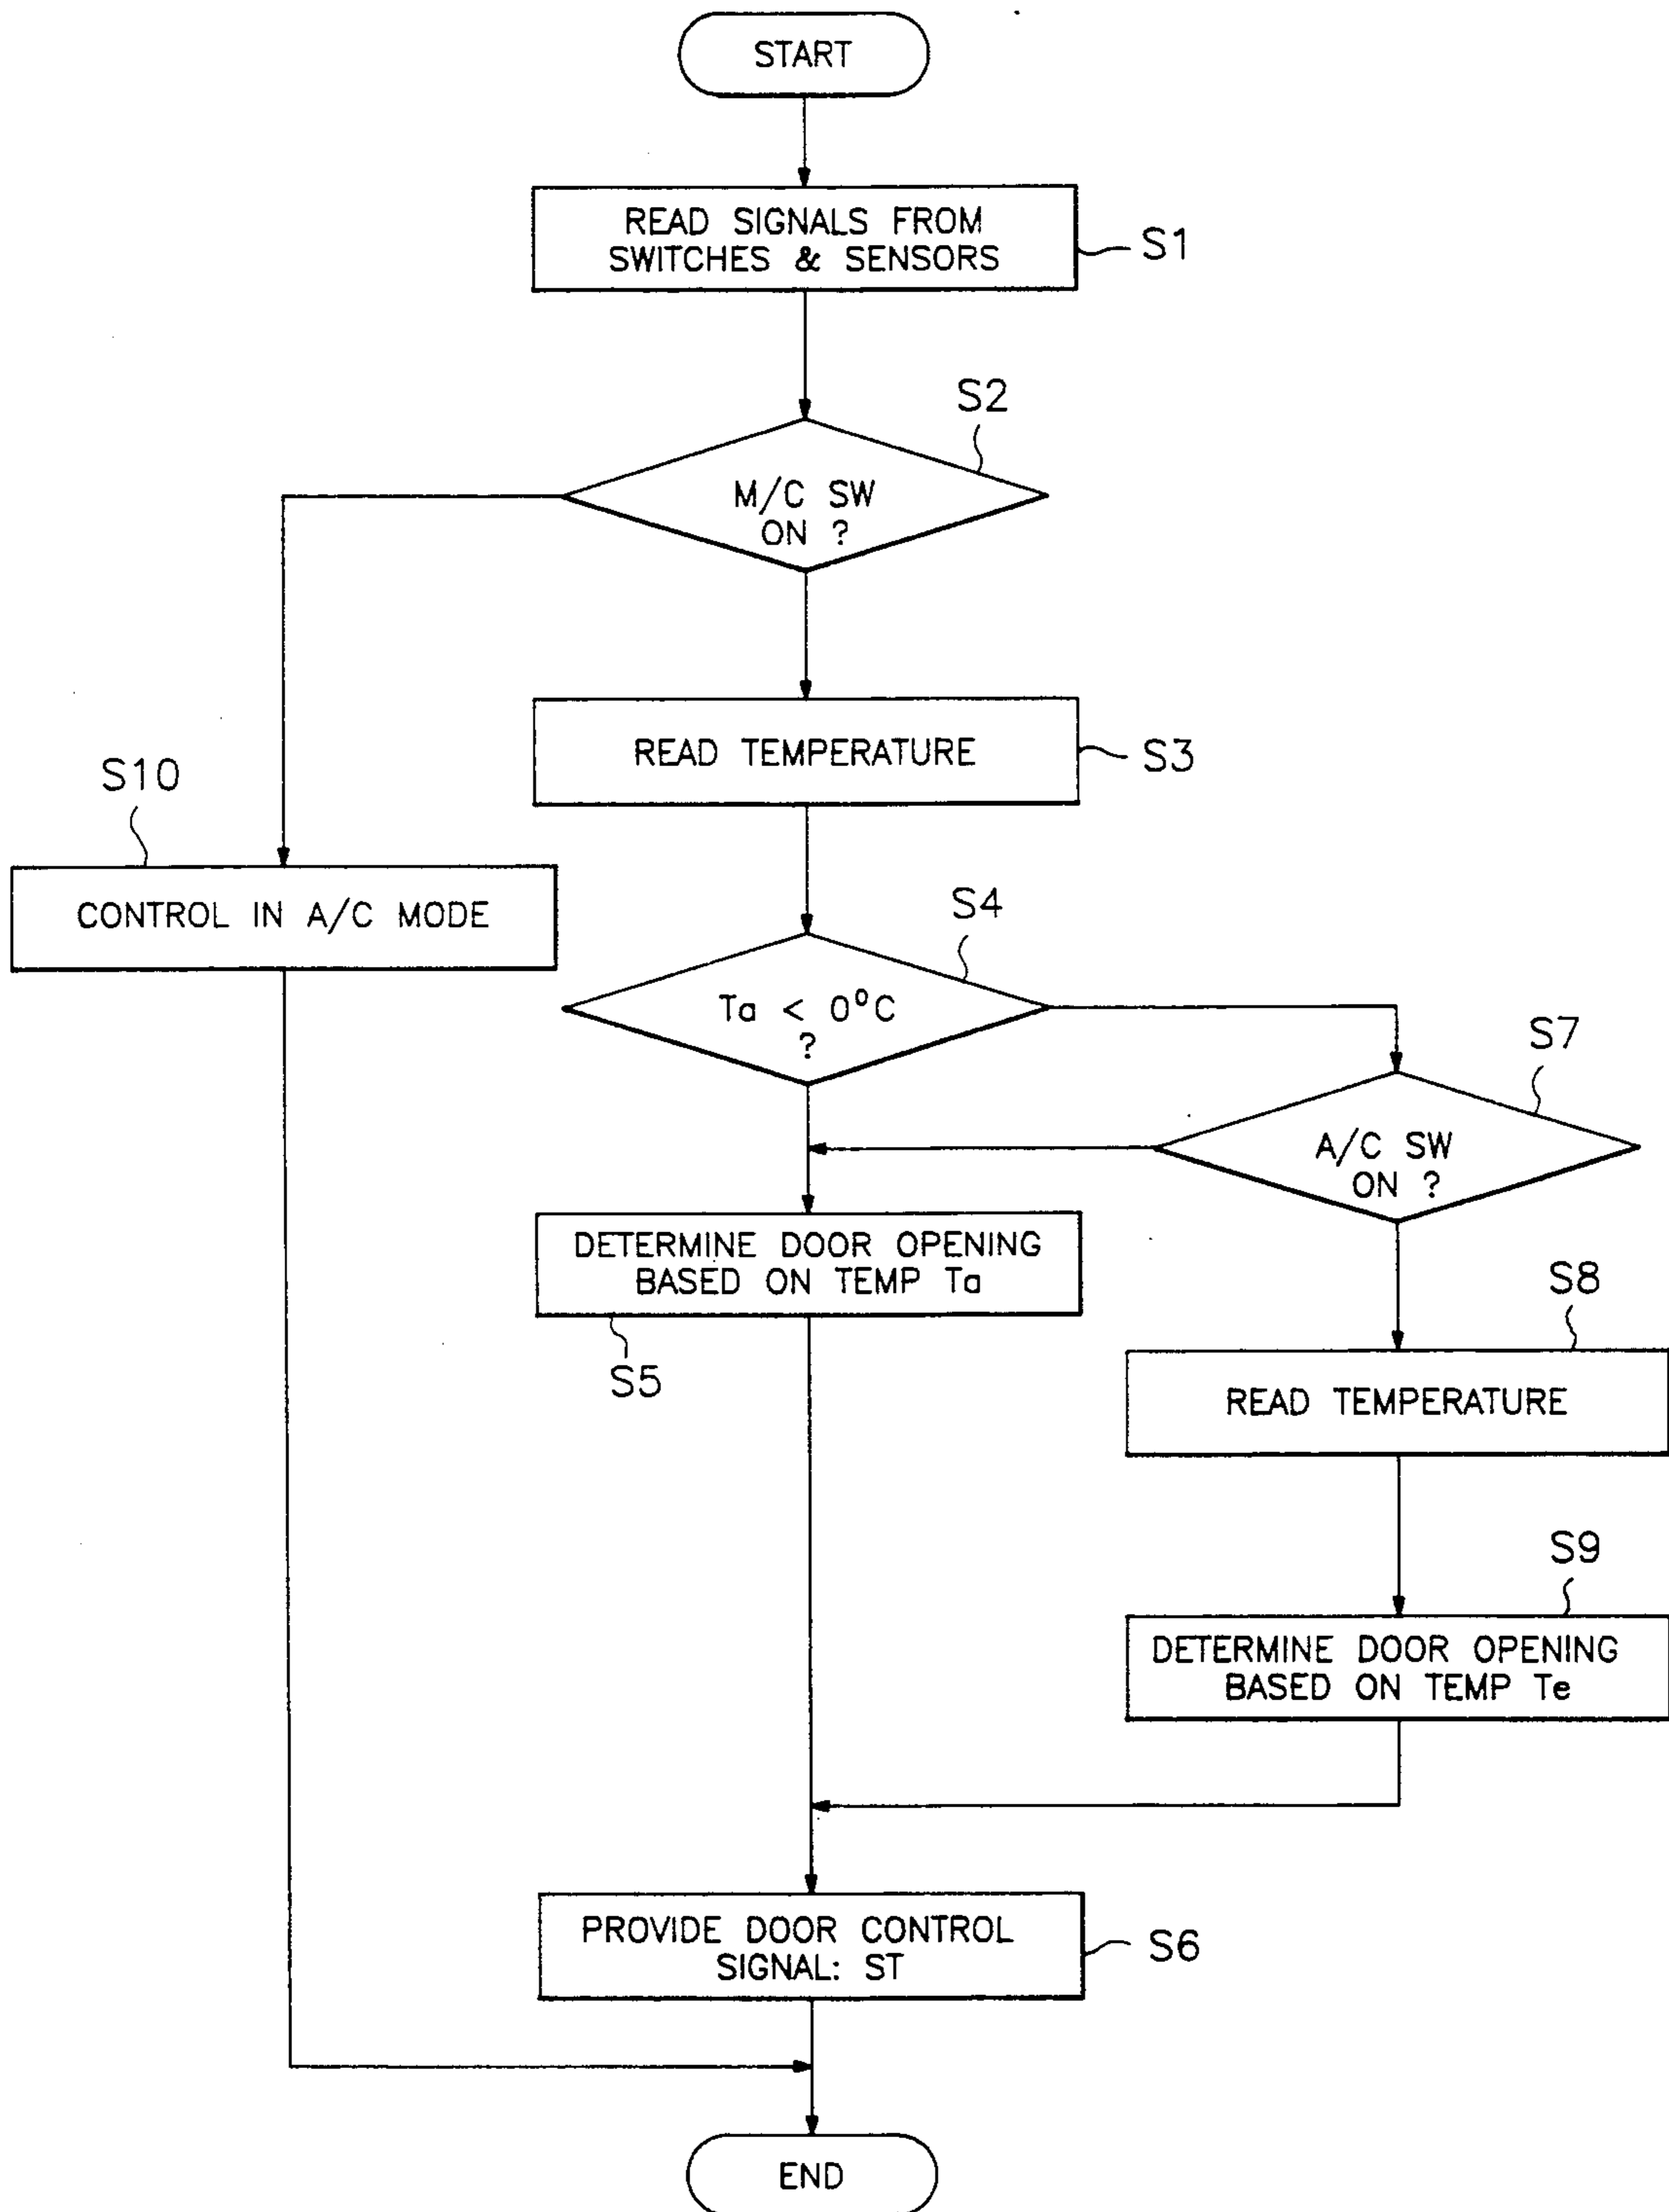 START
READ SIGNALS FROM
SWITCHES & SENSORS
S1
S2
M/C SW
ON ?
READ TEMPERATURE
S3
S10
CONTROL IN A/C MODE
S4
Ta < 0°C
?
S7
A/C SW
ON ?
DETERMINE DOOR OPENING
BASED ON TEMP Ta
S5
S8
READ TEMPERATURE
S9
DETERMINE DOOR OPENING
BASED ON TEMP Te
PROVIDE DOOR CONTROL
SIGNAL: ST
S6
END